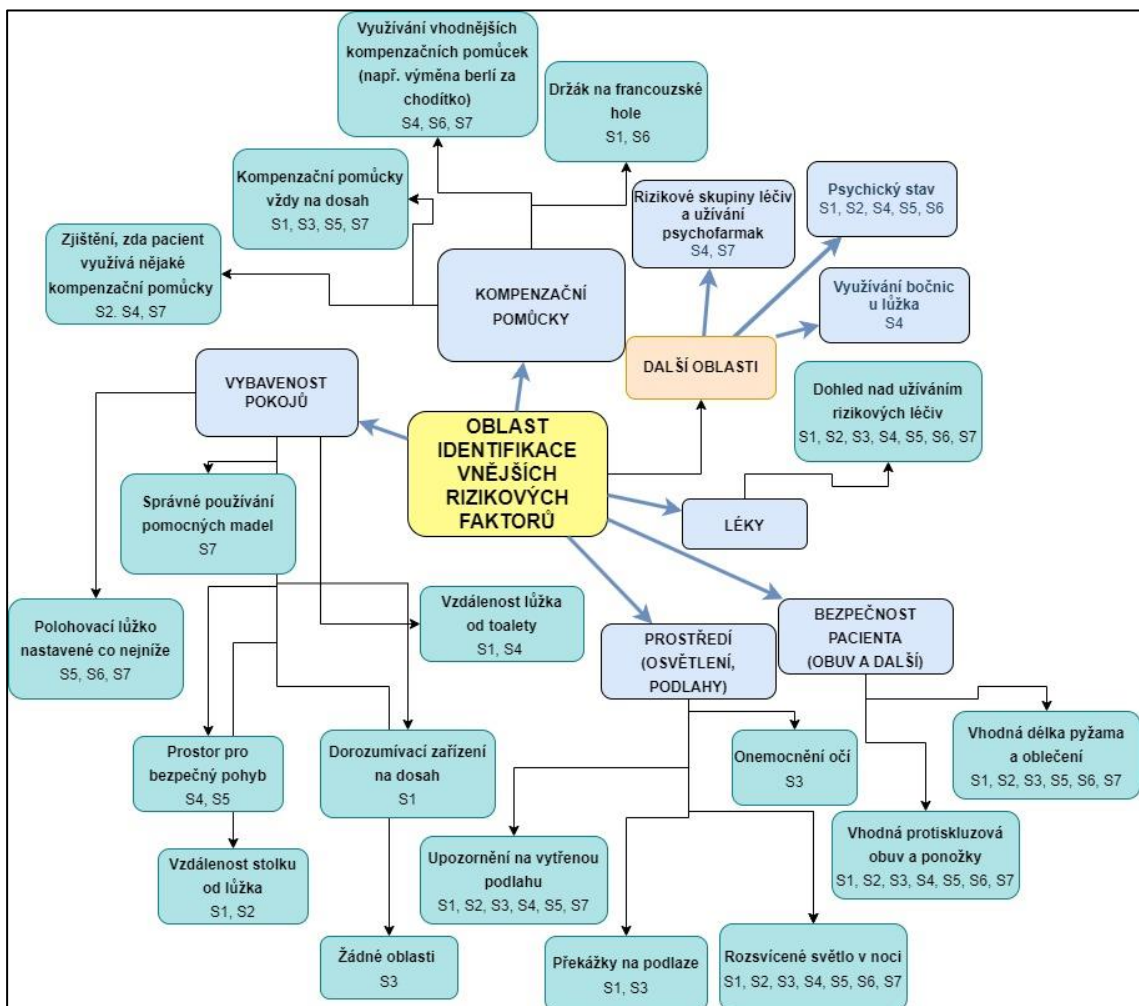 Využívání vhodnějších
kompenzačních pomůcek
(např. výměna berlí za
chodítko)
S4, S6, S7
Držák na francouzské
hole
S1, S6
Kompenzační pomůcky
vždy na dosah
S1, S3, S5, S7
Rizikové skupiny léčiv
a užívání
psychofarmak
S4, S7
Psychický stav
S1, S2, S4, S5, S6
Zjištění, zda pacient
využívá nějaké
kompenzační pomůcky
S2. S4, S7
KOMPENZAČNÍ
POMŮCKY
Využívání bočnic
u lůžka
S4
VYBAVENOST
POKOJŮ
DALŠÍ OBLASTI
Dohled nad užíváním
rizikových léčiv
S1, S2, S3, S4, S5, S6, S7
OBLAST
IDENTIFIKACE
VNĚJŠÍCH
RIZIKOVÝCH
FAKTORŮ
Správné používání
pomocných madel
S7
LÉKY
Polohovací lůžko
nastavené co nejníže
S5, S6, S7
Vzdálenost lůžka
od toalety
S1, S4
PROSTŘEDÍ
(OSVĚTLENÍ,
PODLAHY)
BEZPEČNOST
PACIENTA
(OBUV A DALŠÍ)
Prostor pro
bezpečný pohyb
S4, S5
Dorozumívací zařízení
na dosah
S1
Onemocnění očí
S3
Vhodná délka pyžama
a oblečení
S1, S2, S3, S5, S6, S7
Vzdálenost stolku
od lůžka
S1, S2
Upozornění na vytřenou
podlahu
S1, S2, S3, S4, S5, S7
Vhodná protiskluzová
obuv a ponožky
S1, S2, S3, S4, S5, S6, S7
Žádné oblasti
S3
Překážky na podlaze
S1, S3
Rozsvícené světlo v noci
S1, S2, S3, S4, S5, S6, S7